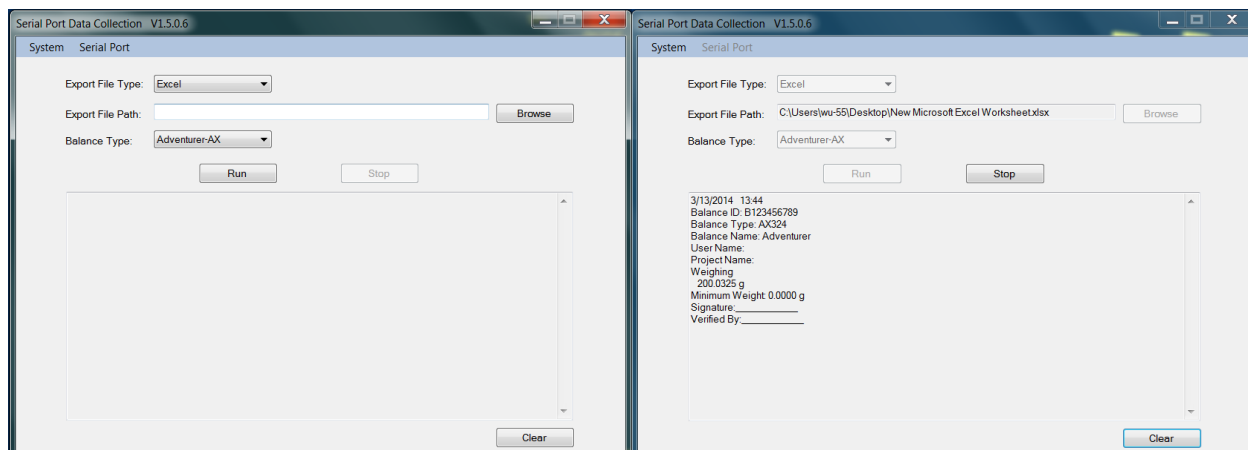 Serial Port Data Collection V1.5.0.6
System Serial Port
Export File Type: Excel
Export File Path: Browse
Balance Type: Adventurer-AX
Run Stop
Clear
Serial Port Data Collection V1.5.0.6
System Serial Port
Export File Type: Excel
Export File Path: C:\Users\wu-55\Desktop\New Microsoft Excel Worksheet.xlsx Browse
Balance Type: Adventurer-AX
Run Stop
3/13/2014 13:44
Balance ID: B123456789
Balance Type: AX324
Balance Name: Adventurer
User Name:
Project Name:
Weighing
200.0325 g
Minimum Weight: 0.0000 g
Signature:____________
Verified By:____________
Clear